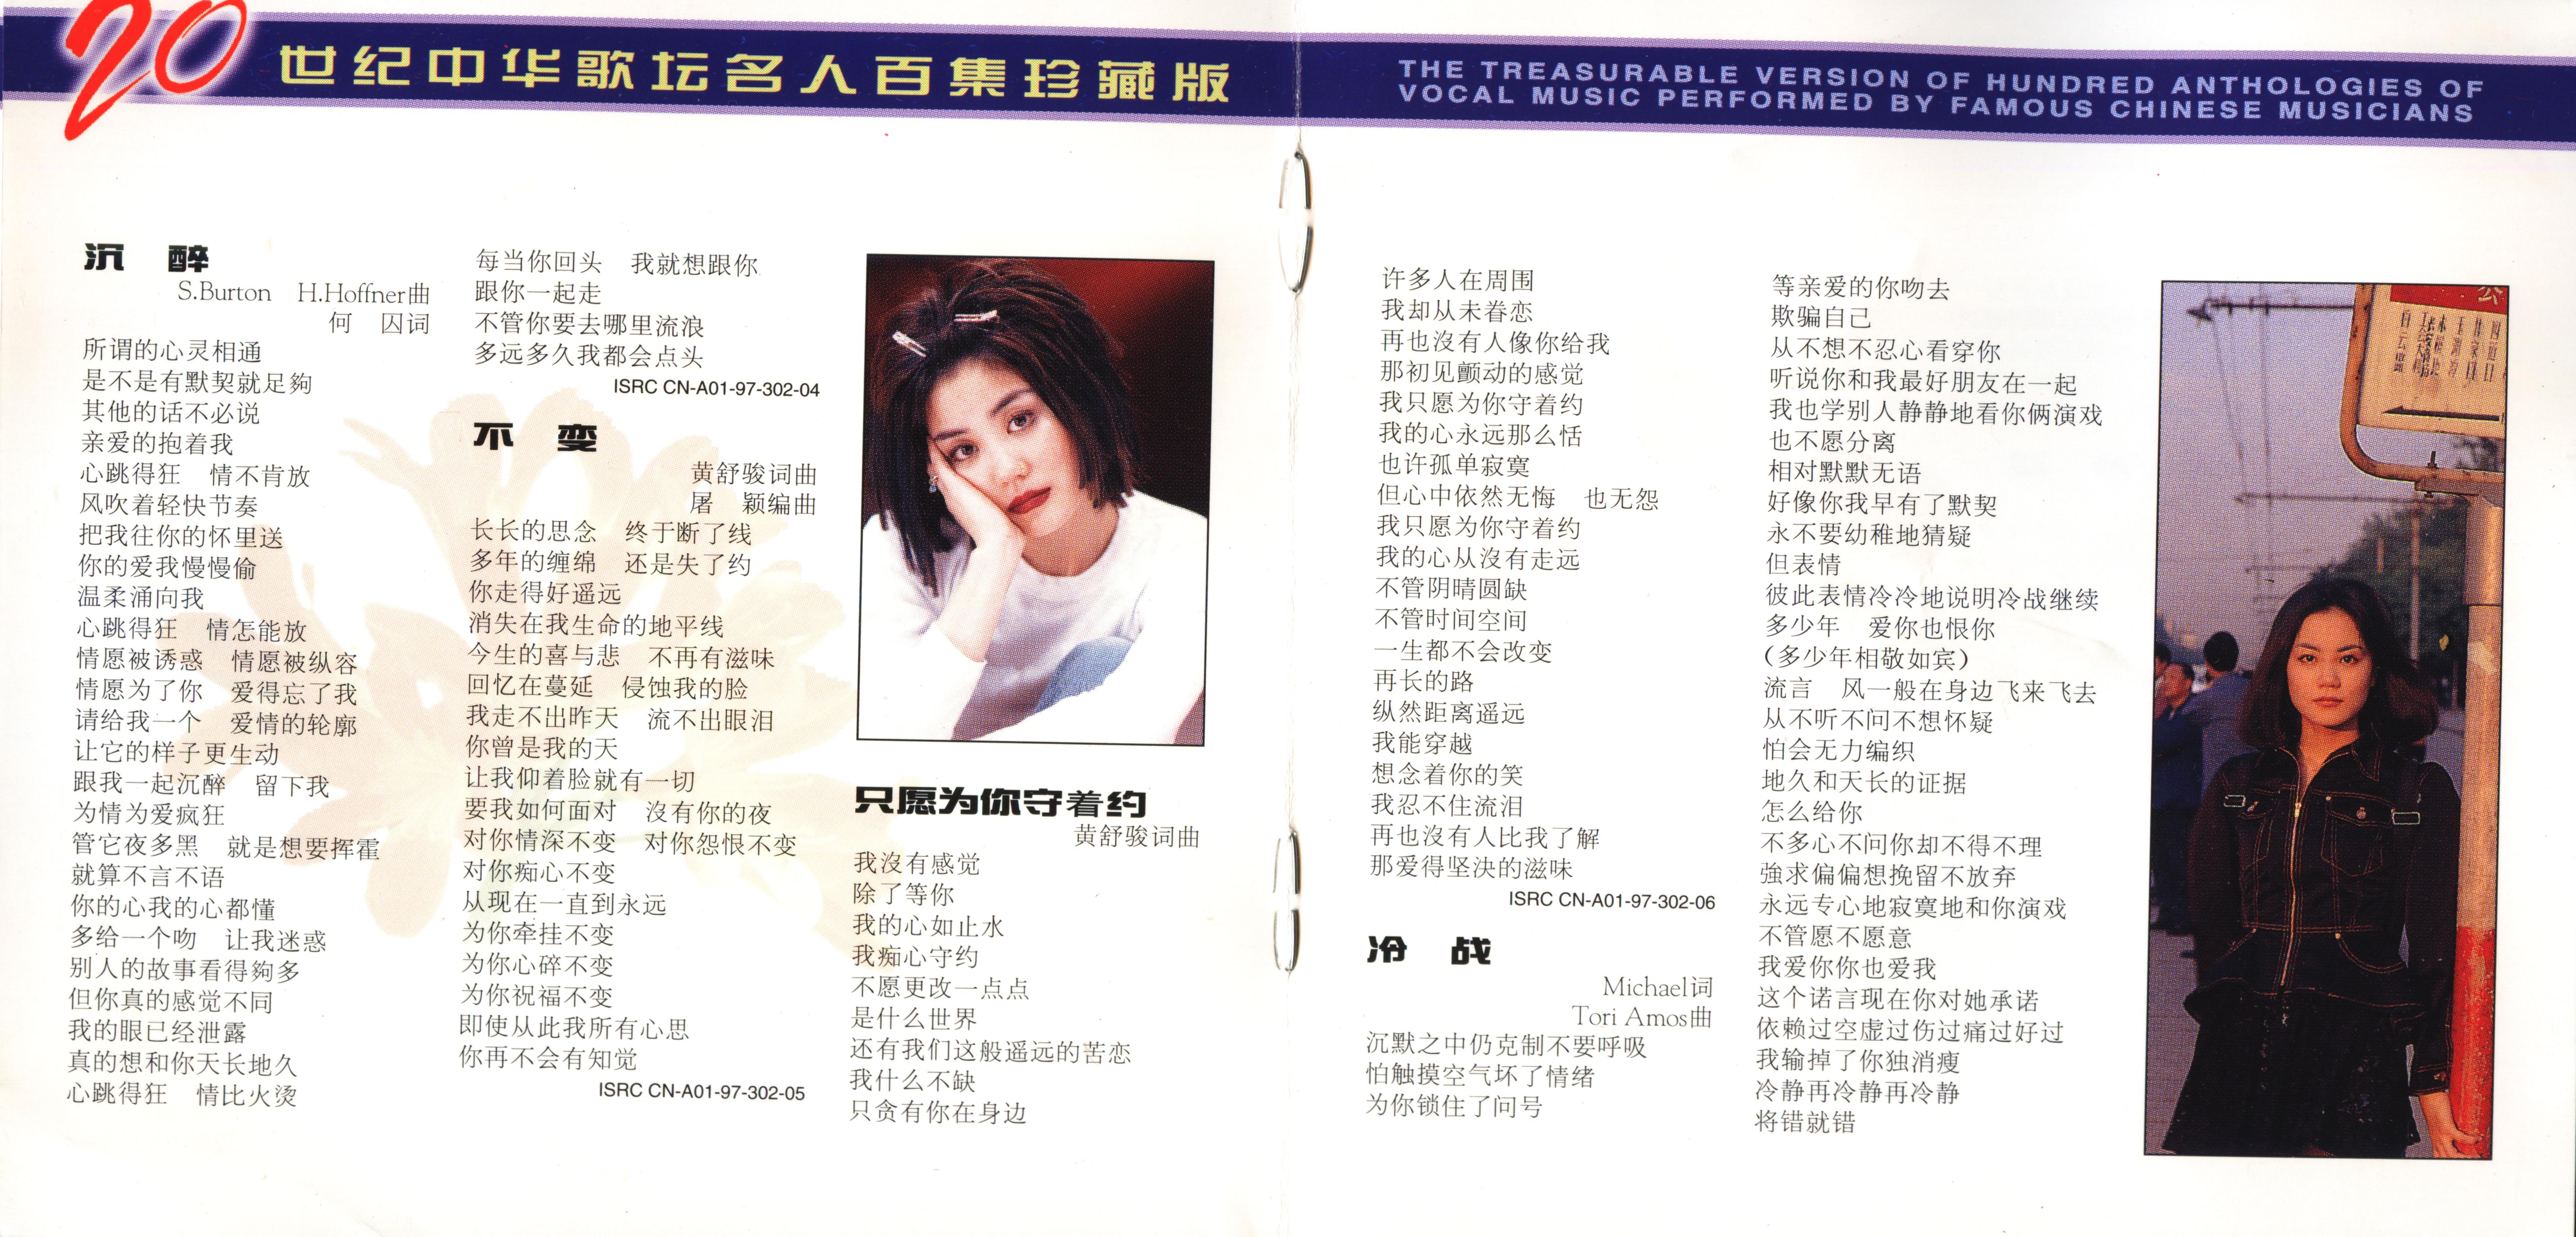 20世纪中华歌坛名人百集珍藏版
THE TREASURABLE VERSION OF HUNDRED ANTHOLOGIES OF
VOCAL MUSIC PERFORMED BY FAMOUS CHINESE MUSICIANS
沉 醉
S.Burton H.Hoffner曲
何 囚词
所谓的心灵相通
是不是有默契就足夠
其他的话不必说
亲爱的抱着我
心跳得狂 情不肯放
风吹着轻快节奏
把我往你的怀里送
你的爱我慢慢偷
温柔涌向我
心跳得狂 情怎能放
情愿被诱惑 情愿被纵容
情愿为了你 爱得忘了我
请给我一个 爱情的轮廓
让它的样子更生动
跟我一起沉醉 留下我
为情为爱疯狂
管它夜多黑 就是想要挥霍
就算不言不语
你的心我的心都懂
多给一个吻 让我迷惑
别人的故事看得夠多
但你真的感觉不同
我的眼已经泄露
真的想和你天长地久
心跳得狂 情比火烫
每当你回头 我就想跟你
跟你一起走
不管你要去哪里流浪
多远多久我都会点头
ISRC CN-A01-97-302-04
不 变
黄舒骏词曲
屠 颖编曲
长长的思念 终于断了线
多年的缠绵 还是失了约
你走得好遥远
消失在我生命的地平线
今生的喜与悲 不再有滋味
回忆在蔓延 侵蚀我的脸
我走不出昨天 流不出眼泪
你曾是我的天
让我仰着脸就有一切
要我如何面对 沒有你的夜
对你情深不变 对你怨恨不变
对你痴心不变
从现在一直到永远
为你牵挂不变
为你心碎不变
为你祝福不变
即使从此我所有心思
你再不会有知觉
ISRC CN-A01-97-302-05
只愿为你守着约
黄舒骏词曲
我沒有感觉
除了等你
我的心如止水
我痴心守约
不愿更改一点点
是什么世界
还有我们这般遥远的苦恋
我什么不缺
只贪有你在身边
许多人在周围
我却从未眷恋
再也沒有人像你给我
那初见颤动的感觉
我只愿为你守着约
我的心永远那么恬
也许孤单寂寞
但心中依然无悔 也无怨
我只愿为你守着约
我的心从沒有走远
不管阴晴圆缺
不管时间空间
一生都不会改变
再长的路
纵然距离遥远
我能穿越
想念着你的笑
我忍不住流泪
再也沒有人比我了解
那爱得坚决的滋味
ISRC CN-A01-97-302-06
冷 战
Michael词
Tori Amos曲
沉默之中仍克制不要呼吸
怕触摸空气坏了情绪
为你锁住了问号
等亲爱的你吻去
欺骗自己
从不想不忍心看穿你
听说你和我最好朋友在一起
我也学别人静静地看你俩演戏
也不愿分离
相对默默无语
好像你我早有了默契
永不要幼稚地猜疑
但表情
彼此表情冷冷地说明冷战继续
多少年 爱你也恨你
（多少年相敬如宾）
流言 风一般在身边飞来飞去
从不听不问不想怀疑
怕会无力编织
地久和天长的证据
怎么给你
不多心不问你却不得不理
強求偏偏想挽留不放弃
永远专心地寂寞地和你演戏
不管愿不愿意
我爱你你也爱我
这个诺言现在你对她承诺
依赖过空虚过伤过痛过好过
我输掉了你独消瘦
冷静再冷静再冷静
将错就错